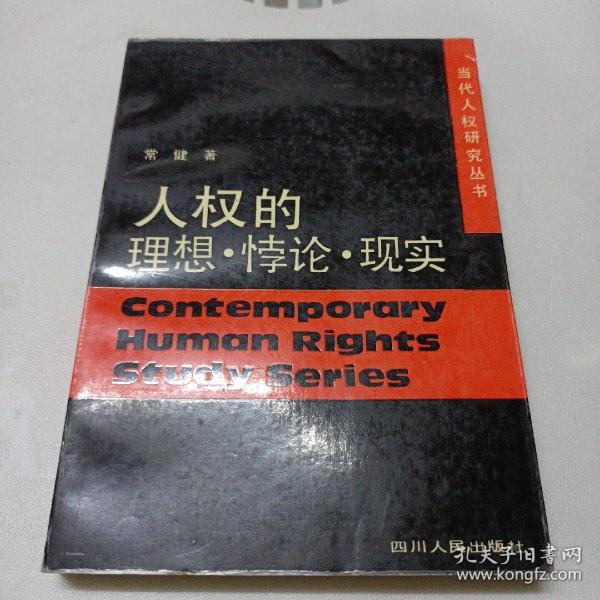 当代人权研究丛书
常健 著
人权的
理想·悖论·现实
Contemporary
Human Rights
Study Series
四川人民出版社
孔夫子旧书网
www.kongfz.com